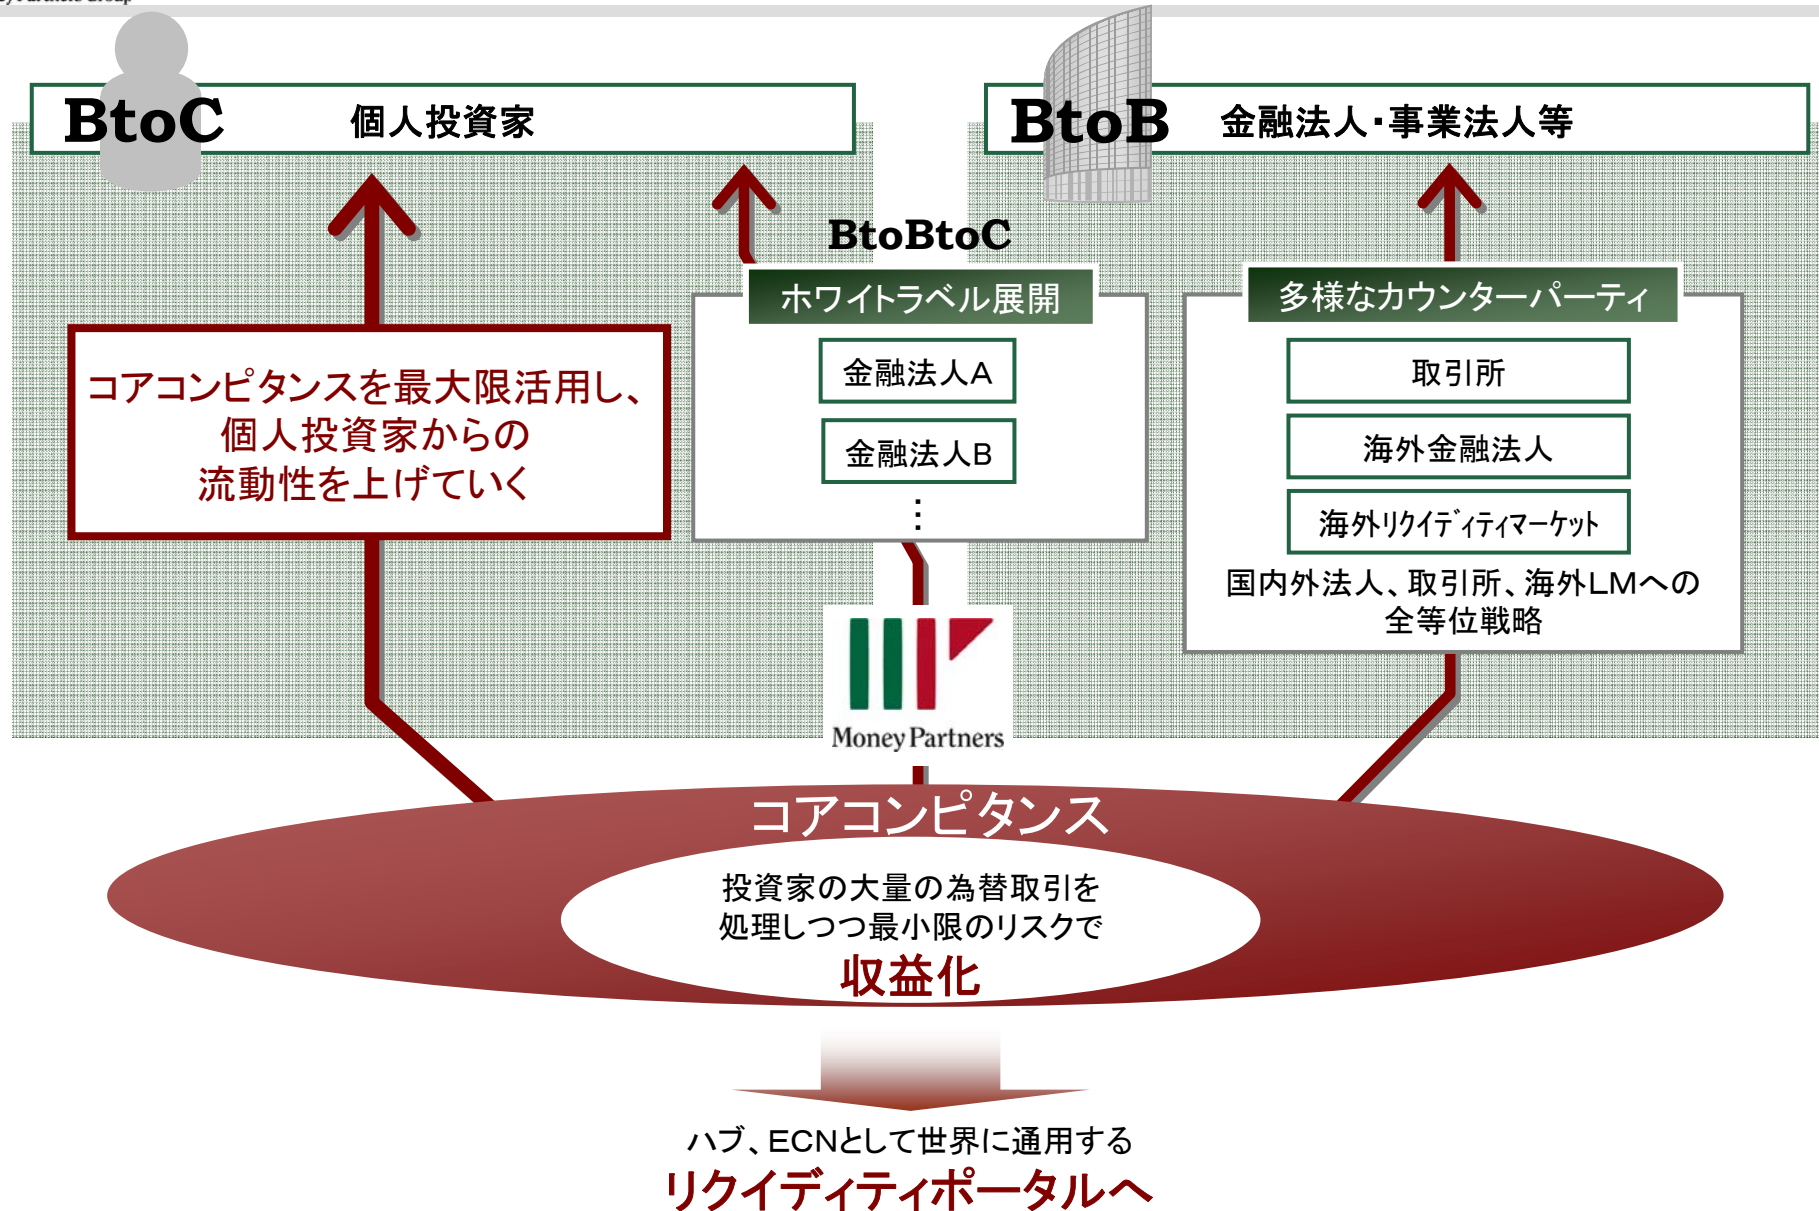 BtoC 個人投資家
BtoB 金融法人・事業法人等
BtoBtoC
ホワイトラベル展開
金融法人A
金融法人B
⋮
多様なカウンターパーティ
取引所
海外金融法人
海外リクイディティマーケット
国内外法人、取引所、海外LMへの
全等位戦略
コアコンピタンスを最大限活用し、
個人投資家からの
流動性を上げていく
Money Partners
コアコンピタンス
投資家の大量の為替取引を
処理しつつ最小限のリスクで
収益化
ハブ、ECNとして世界に通用する
リクイディティポータルへ